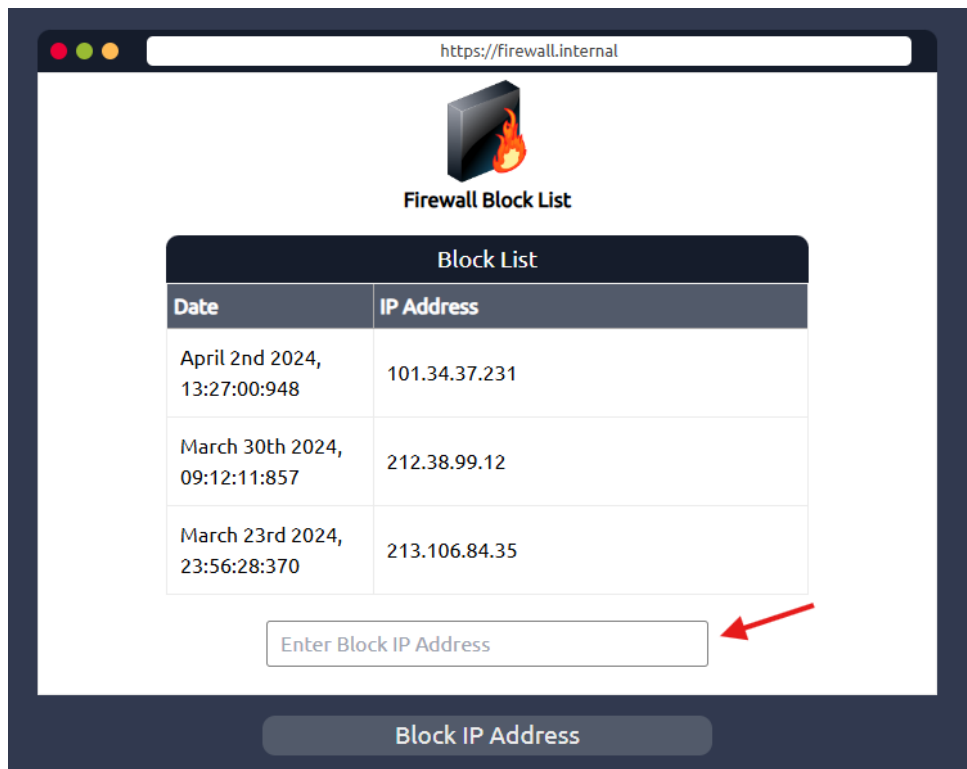 https://firewall.internal
Firewall Block List
Block List
Date IP Address
April 2nd 2024,
13:27:00:948
101.34.37.231
March 30th 2024,
09:12:11:857
212.38.99.12
March 23rd 2024,
23:56:28:370
213.106.84.35
Enter Block IP Address
Block IP Address